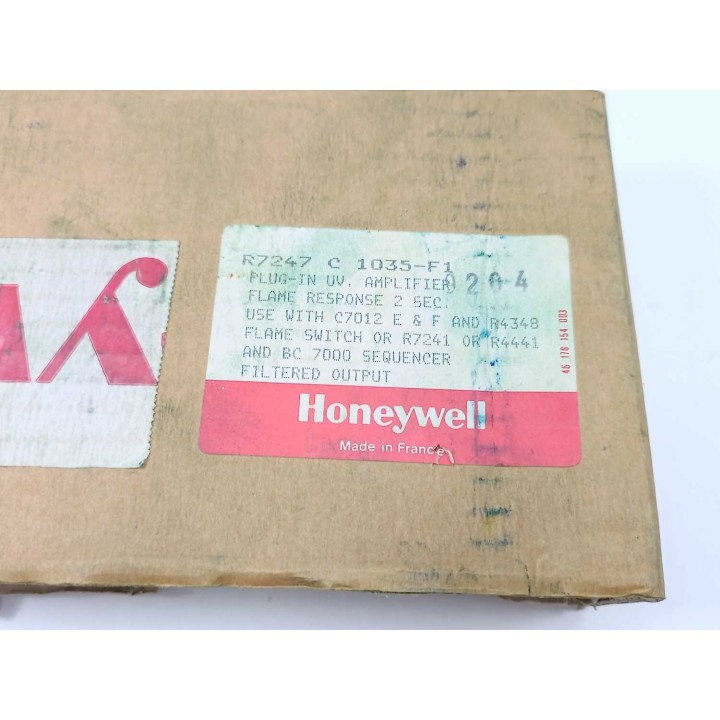 R7247 C 1035-F1
PLUG-IN UV. AMPLIFIER
204
FLAME RESPONSE 2 SEC.
USE WITH C7012 E & F AND R4348
FLAME SWITCH OR R7241 OR R4441
AND BC 7000 SEQUENCER
FILTERED OUTPUT
46 178 154 003
Honeywell
Made in France